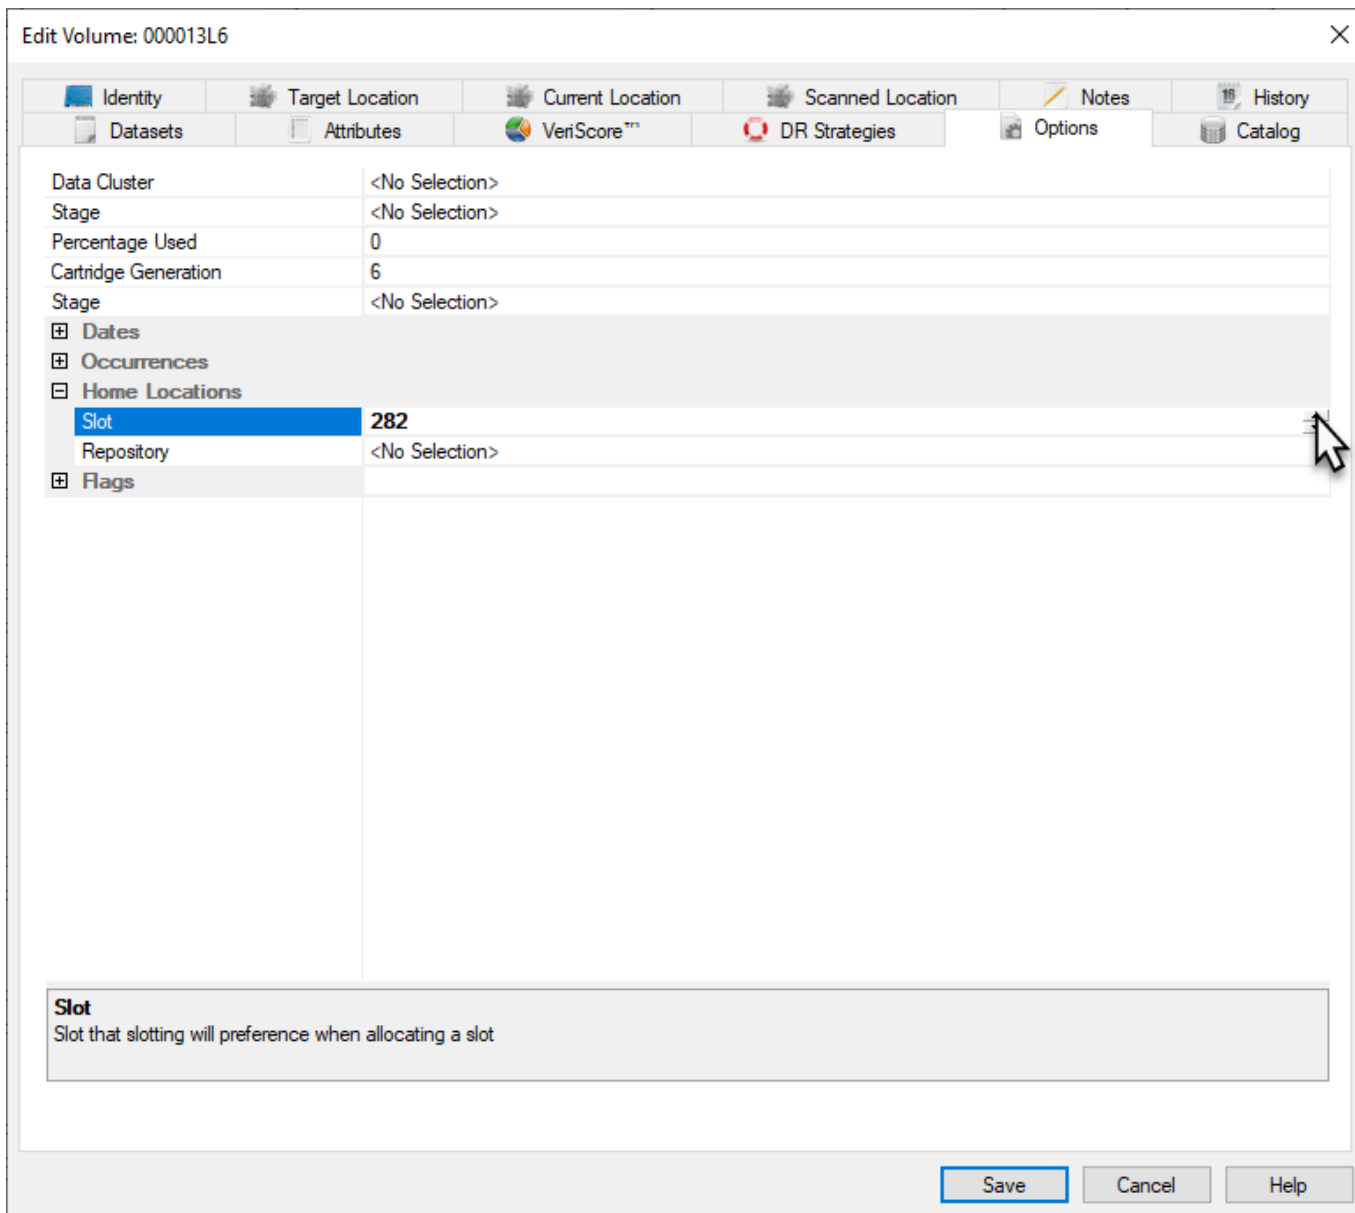 Edit Volume: 000013L6
Identity Target Location Current Location Scanned Location Notes 16 History
Datasets Attributes VeriScore™ DR Strategies Options Catalog
Data Cluster <No Selection>
Stage <No Selection>
Percentage Used 0
Cartridge Generation 6
Stage <No Selection>
Dates
Occurrences
Home Locations
Slot 282
Repository <No Selection>
Flags
Slot
Slot that slotting will preference when allocating a slot
Save Cancel Help